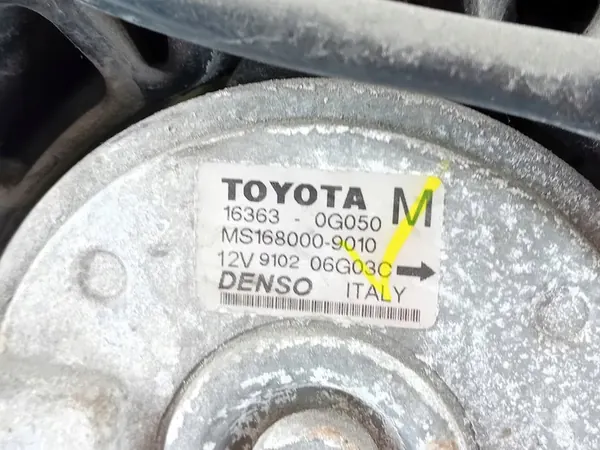 TOYOTA M
16363 - 0G050
MS168000-9010
12V 9102 06G03C →
DENSO ITALY